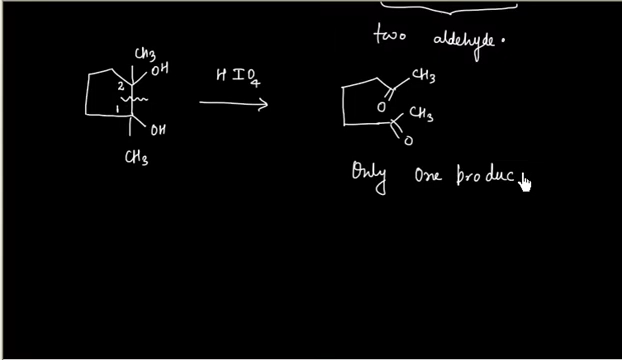 two aldehyde.
CH3
OH
2
1
OH
CH3
HIO4
CH3
O
CH3
O
Only one produc